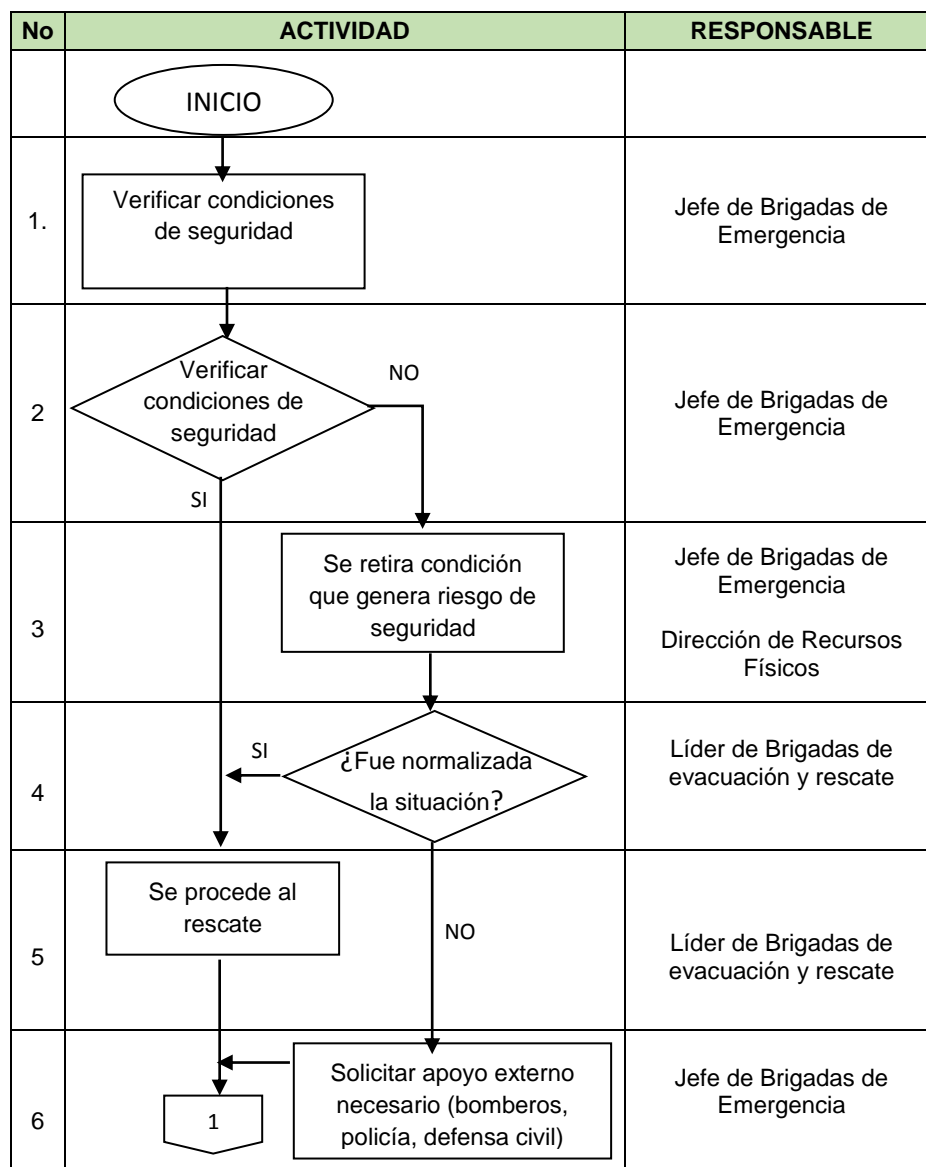 No ACTIVIDAD RESPONSABLE
INICIO
1.
Verificar condiciones
de seguridad
Jefe de Brigadas de
Emergencia
2
Verificar
condiciones de
seguridad
NO
SI
Jefe de Brigadas de
Emergencia
3
Se retira condición
que genera riesgo de
seguridad
Jefe de Brigadas de
Emergencia
Dirección de Recursos
Físicos
4
SI
¿Fue normalizada
la situación?
Líder de Brigadas de
evacuación y rescate
5
Se procede al
rescate
NO
Líder de Brigadas de
evacuación y rescate
6
1
Solicitar apoyo externo
necesario (bomberos,
policía, defensa civil)
Jefe de Brigadas de
Emergencia